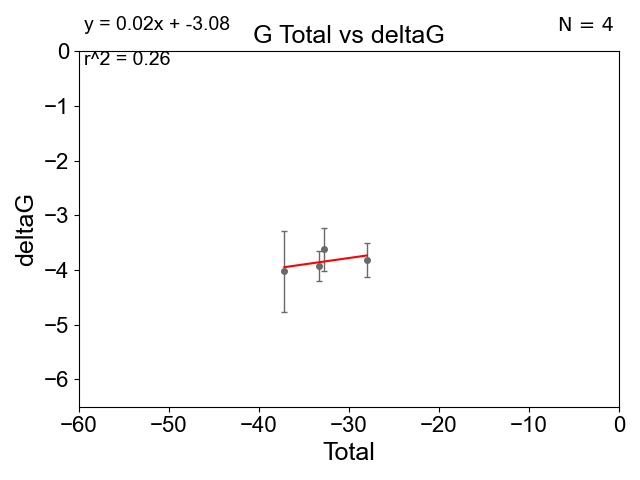 y = 0.02x + -3.08
N = 4
G Total vs deltaG
r^2 = 0.26
0
−1
−2
−3
−4
−5
−6
deltaG
−60 −50 −40 −30 −20 −10 0
Total